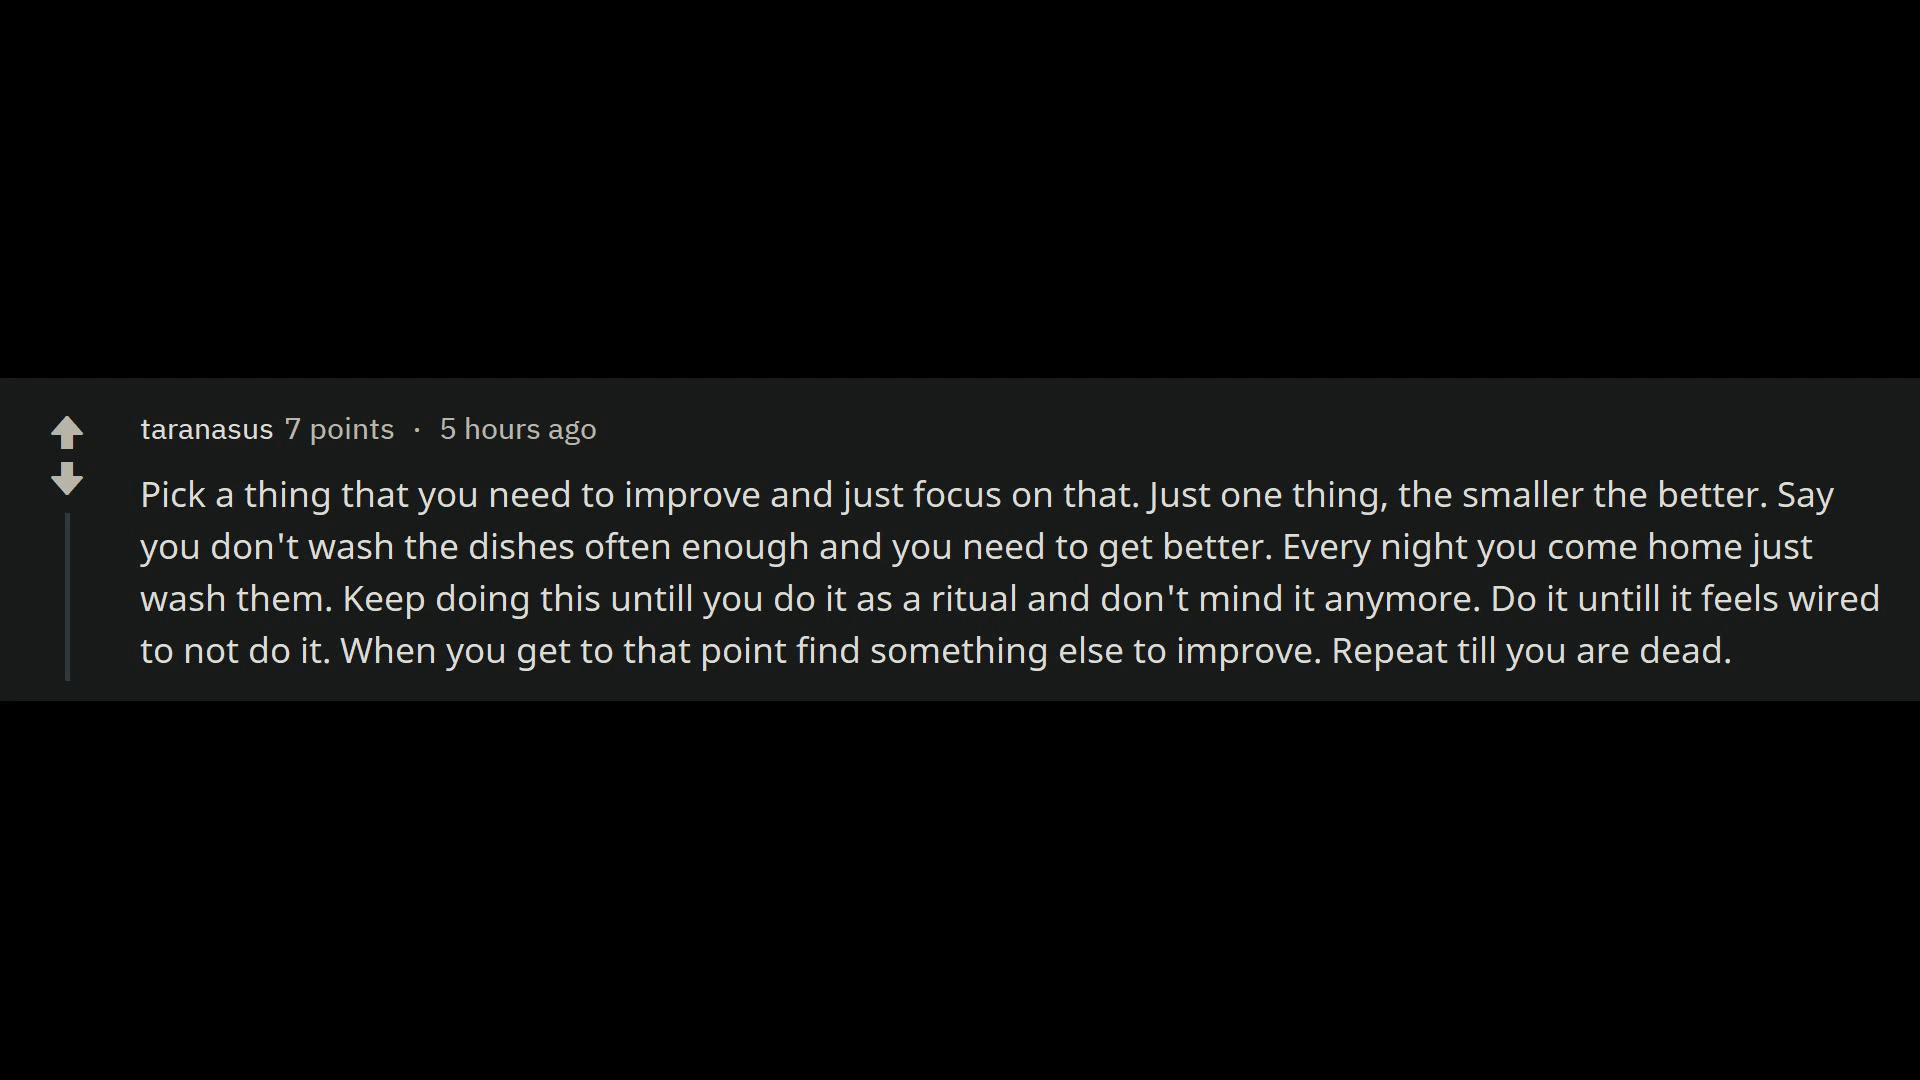 taranasus 7 points · 5 hours ago
Pick a thing that you need to improve and just focus on that. Just one thing, the smaller the better. Say
you don't wash the dishes often enough and you need to get better. Every night you come home just
wash them. Keep doing this untill you do it as a ritual and don't mind it anymore. Do it untill it feels wired
to not do it. When you get to that point find something else to improve. Repeat till you are dead.